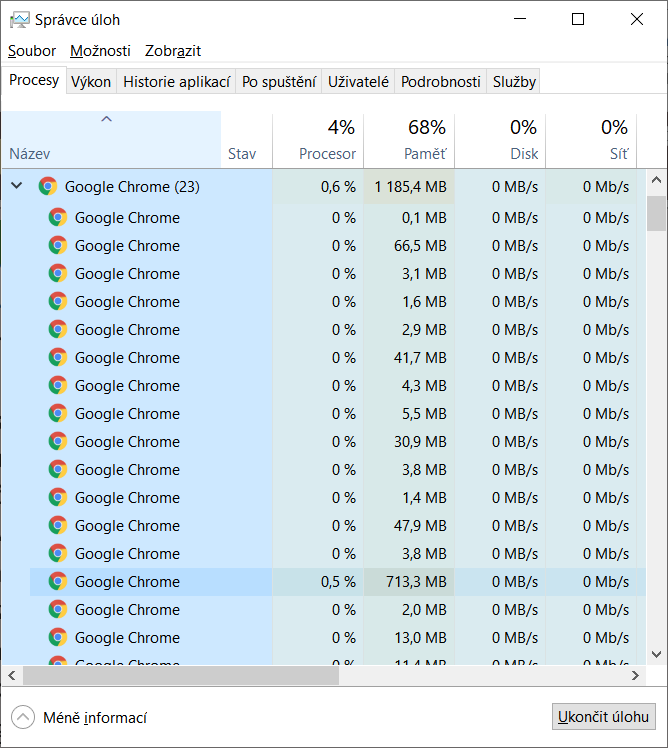 Správce úloh
Soubor Možnosti Zobrazit
Procesy Výkon Historie aplikací Po spuštění Uživatelé Podrobnosti Služby
4% 68% 0% 0%
Název Stav Procesor Paměť Disk Síť
Google Chrome (23) 0,6 % 1 185,4 MB 0 MB/s 0 Mb/s
Google Chrome 0 % 0,1 MB 0 MB/s 0 Mb/s
Google Chrome 0 % 66,5 MB 0 MB/s 0 Mb/s
Google Chrome 0 % 3,1 MB 0 MB/s 0 Mb/s
Google Chrome 0 % 1,6 MB 0 MB/s 0 Mb/s
Google Chrome 0 % 2,9 MB 0 MB/s 0 Mb/s
Google Chrome 0 % 41,7 MB 0 MB/s 0 Mb/s
Google Chrome 0 % 4,3 MB 0 MB/s 0 Mb/s
Google Chrome 0 % 5,5 MB 0 MB/s 0 Mb/s
Google Chrome 0 % 30,9 MB 0 MB/s 0 Mb/s
Google Chrome 0 % 3,8 MB 0 MB/s 0 Mb/s
Google Chrome 0 % 1,4 MB 0 MB/s 0 Mb/s
Google Chrome 0 % 47,9 MB 0 MB/s 0 Mb/s
Google Chrome 0 % 3,8 MB 0 MB/s 0 Mb/s
Google Chrome 0,5 % 713,3 MB 0 MB/s 0 Mb/s
Google Chrome 0 % 2,0 MB 0 MB/s 0 Mb/s
Google Chrome 0 % 13,0 MB 0 MB/s 0 Mb/s
Google Chrome 0 % 11,4 MB 0 MB/s 0 Mb/s
Méně informací Ukončit úlohu